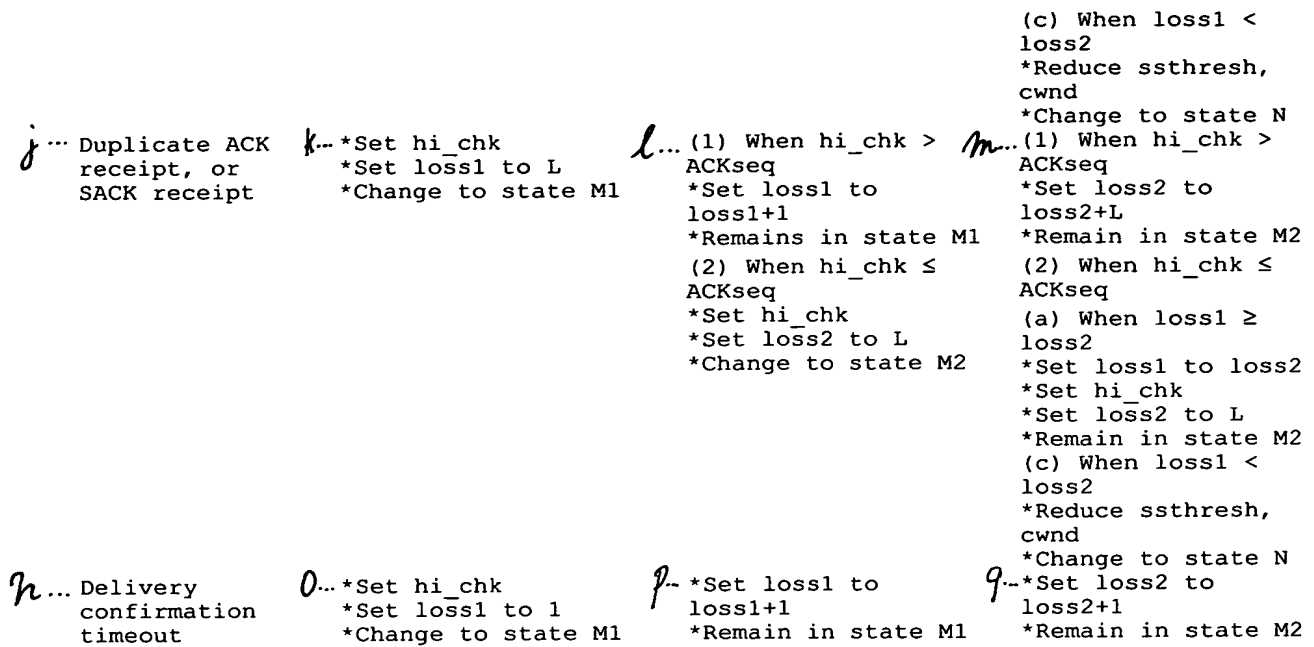 (c) When loss1 <
loss2
*Reduce ssthresh,
cwnd
*Change to state N
j... Duplicate ACK
receipt, or
SACK receipt
k... *Set hi_chk
*Set loss1 to L
*Change to state M1
l... (1) When hi_chk >
ACKseq
*Set loss1 to
loss1+1
*Remains in state M1
(2) When hi_chk ≤
ACKseq
*Set hi_chk
*Set loss2 to L
*Change to state M2
m... (1) When hi_chk >
ACKseq
*Set loss2 to
loss2+L
*Remain in state M2
(2) When hi_chk ≤
ACKseq
(a) When loss1 ≥
loss2
*Set loss1 to loss2
*Set hi_chk
*Set loss2 to L
*Remain in state M2
(c) When loss1 <
loss2
*Reduce ssthresh,
cwnd
*Change to state N
n... Delivery
confirmation
timeout
o... *Set hi_chk
*Set loss1 to 1
*Change to state M1
p... *Set loss1 to
loss1+1
*Remain in state M1
q... *Set loss2 to
loss2+1
*Remain in state M2